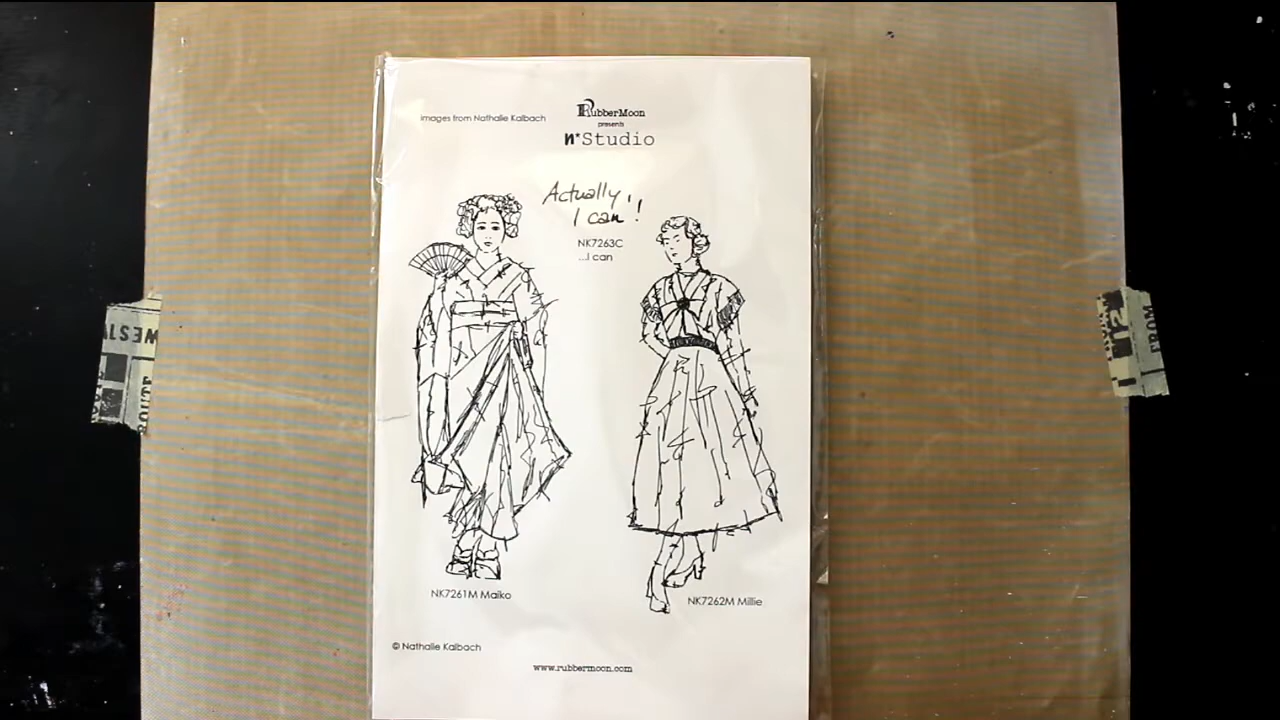 Images from Nathalie Kalbach
RubberMoon
presents
n*Studio
Actually,
I can!
NK7263C
...I can
NK7261M Maiko
NK7262M Millie
© Nathalie Kalbach
www.rubbermoon.com
FROM